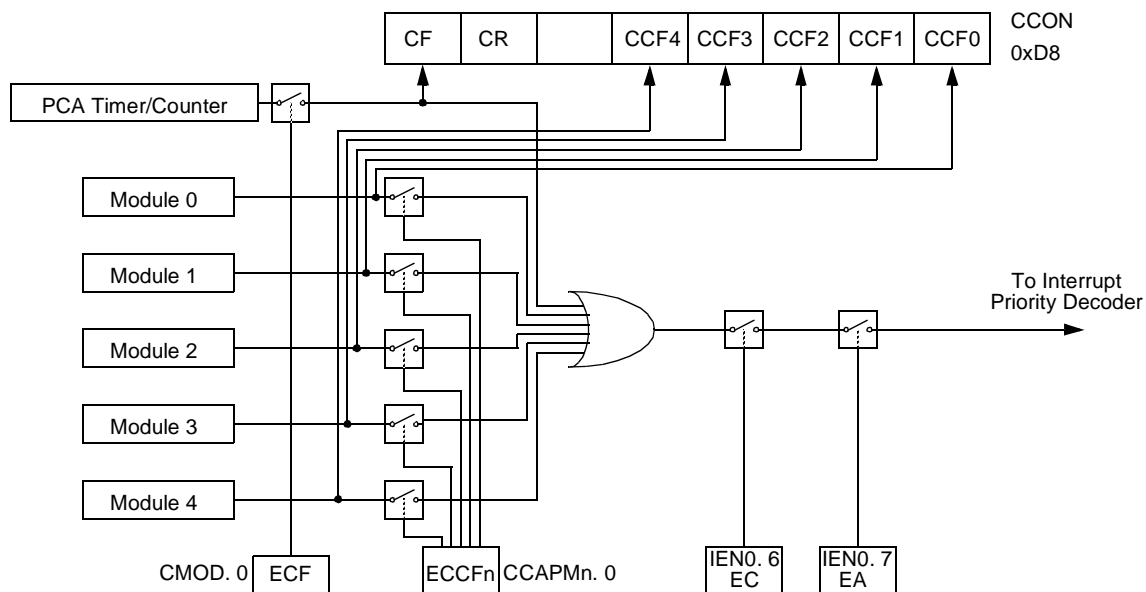 CF CR CCF4 CCF3 CCF2 CCF1 CCF0
CCON
0xD8
PCA Timer/Counter
Module 0
Module 1
Module 2
Module 3
Module 4
To Interrupt
Priority Decoder
CMOD. 0
ECF
ECCFn
CCAPMn. 0
IEN0. 6
EC
IEN0. 7
EA